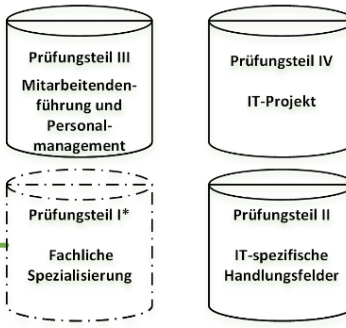 Prüfungsteil III
Mitarbeitenden-
führung und
Personal-
management
Prüfungsteil IV
IT-Projekt
Prüfungsteil I*
Fachliche
Spezialisierung
Prüfungsteil II
IT-spezifische
Handlungsfelder